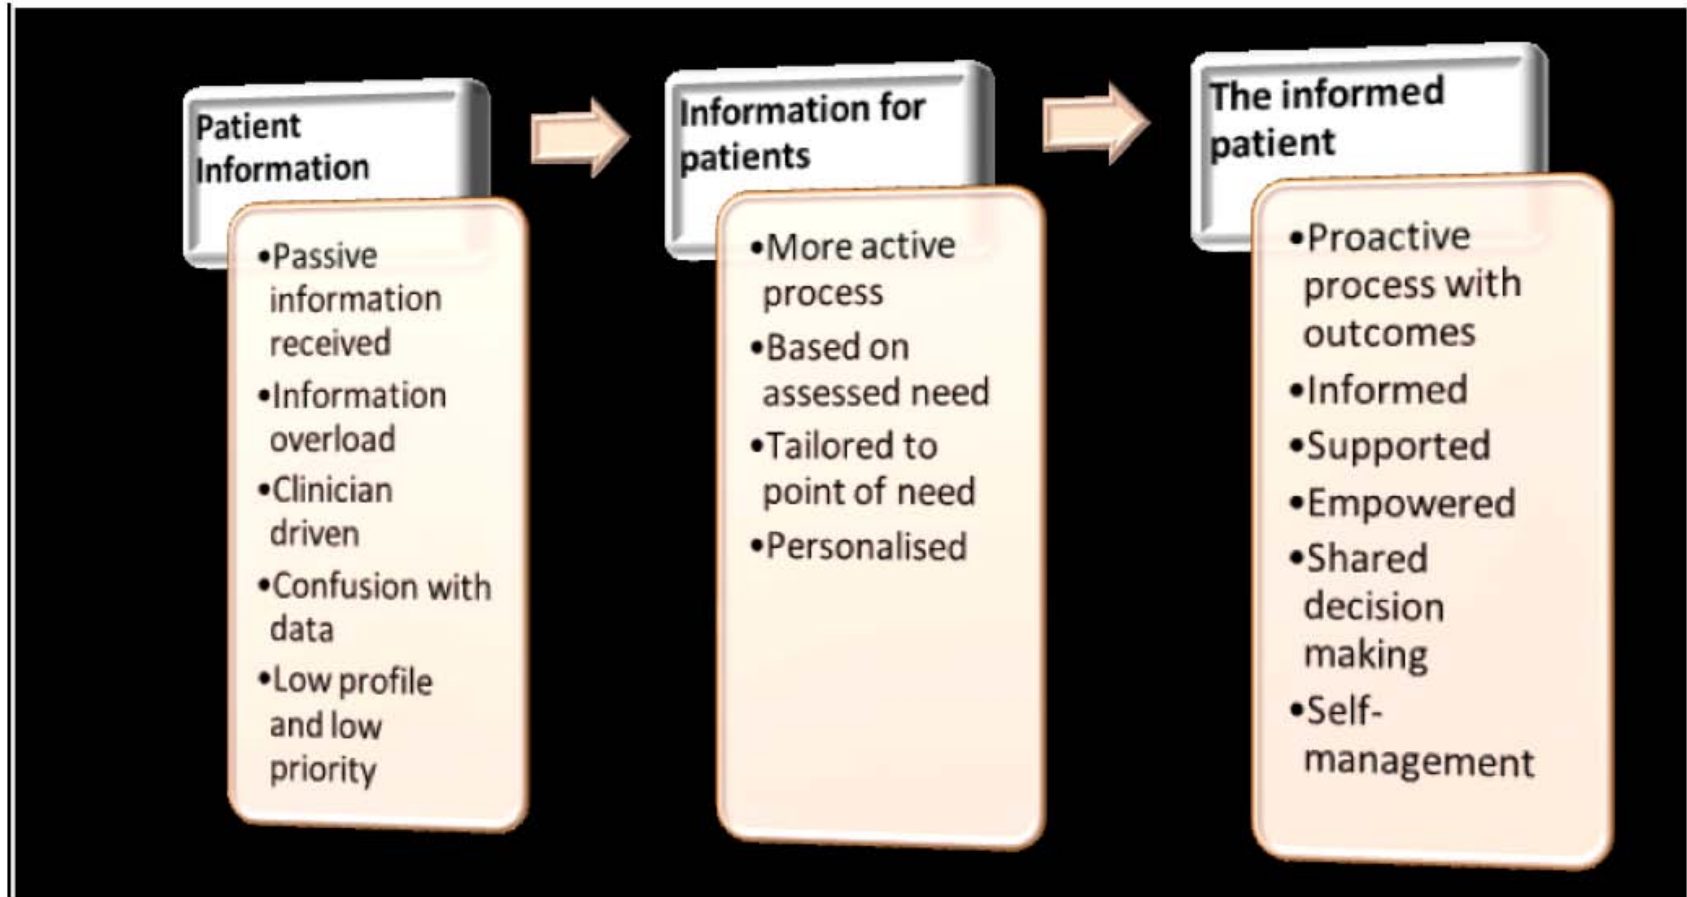 Patient
Information
•Passive
information
received
•Information
overload
•Clinician
driven
•Confusion with
data
•Low profile
and low
priority
Information for
patients
•More active
process
•Based on
assessed need
•Tailored to
point of need
•Personalised
The informed
patient
•Proactive
process with
outcomes
•Informed
•Supported
•Empowered
•Shared
decision
making
•Self-
management